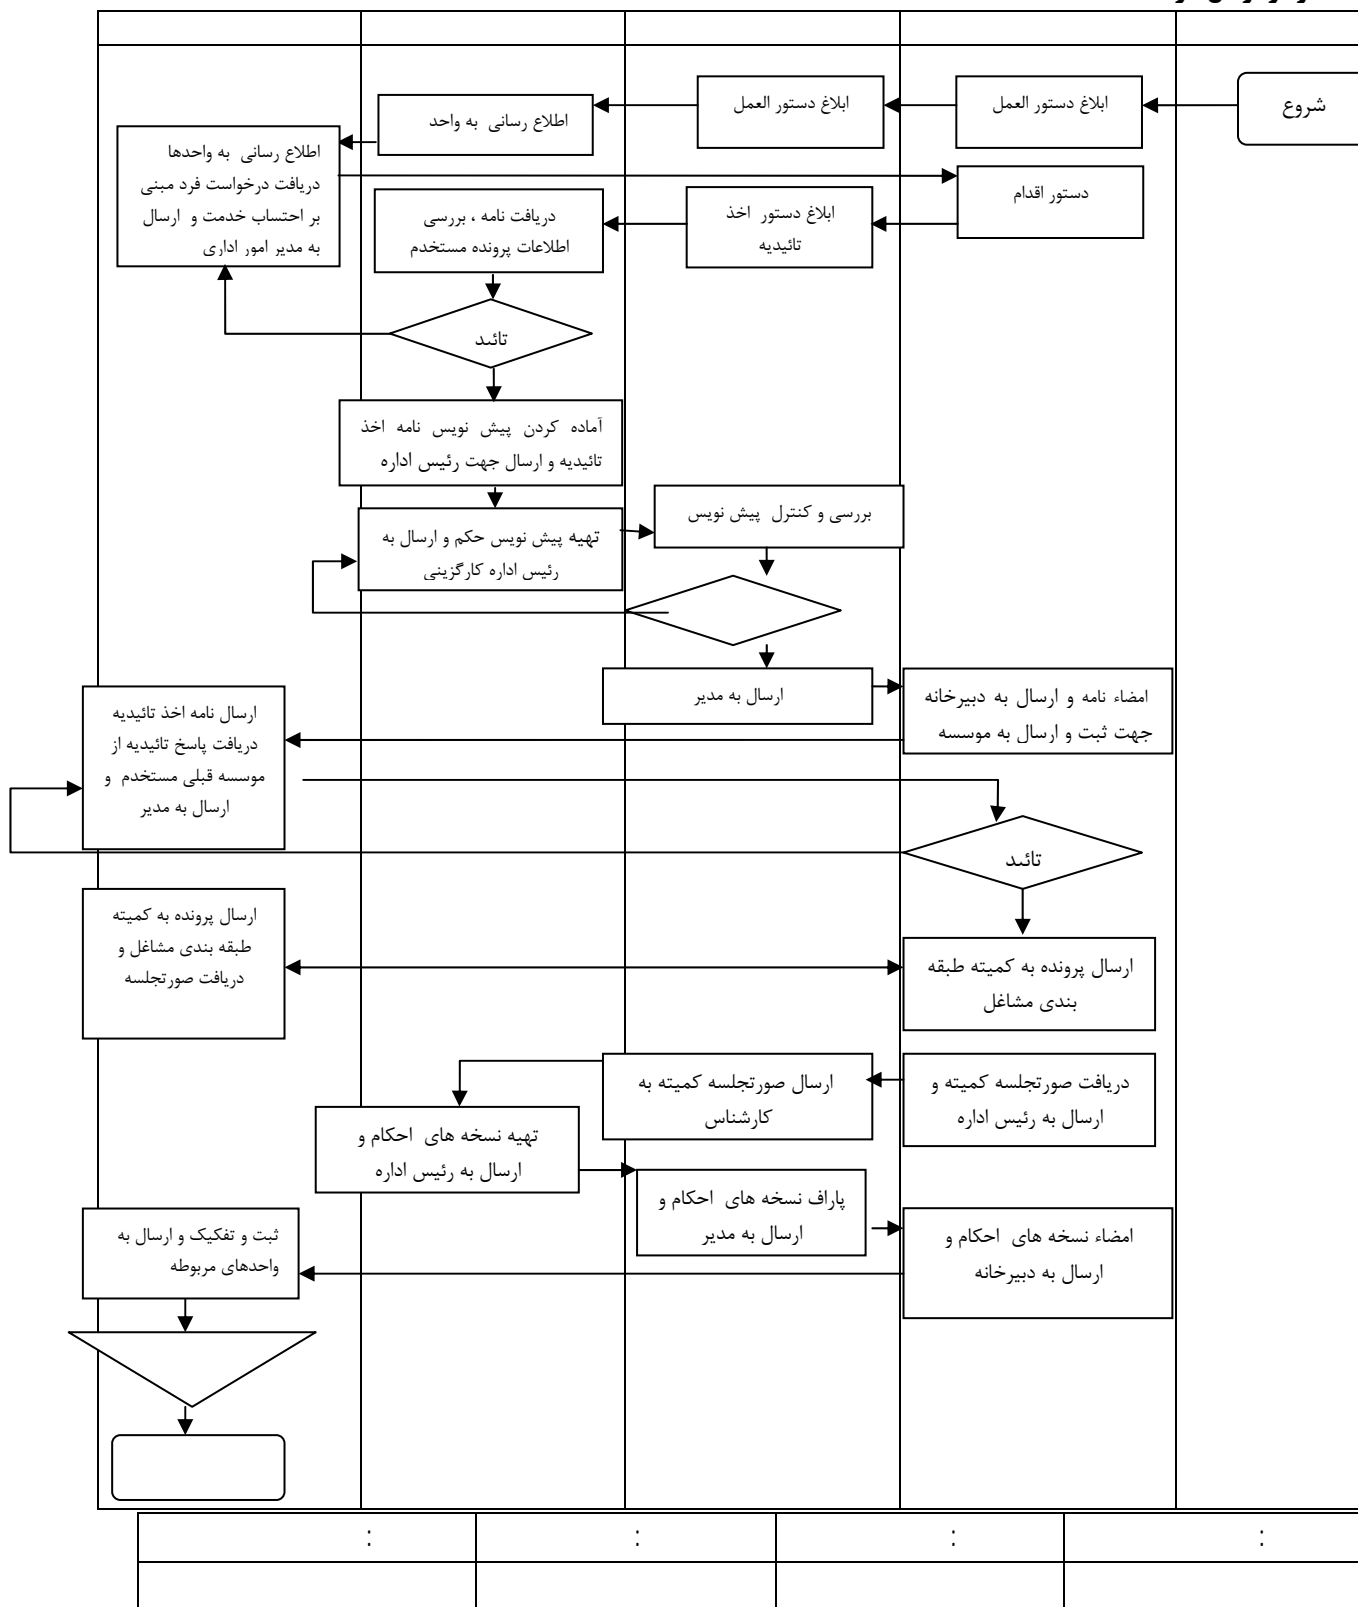 شروع
ابلاغ دستور العمل
ابلاغ دستور العمل
اطلاع رسانی به واحد
اطلاع رسانی به واحدها
دریافت درخواست فرد مبنی
بر احتساب خدمت و ارسال
به مدیر امور اداری
دستور اقدام
ابلاغ دستور اخذ
تائیدیه
دریافت نامه ، بررسی
اطلاعات پرونده مستخدم
تائید
آماده کردن پیش نویس نامه اخذ
تائیدیه و ارسال جهت رئیس اداره
تهیه پیش نویس حکم و ارسال به
رئیس اداره کارگزینی
بررسی و کنترل پیش نویس
ارسال به مدیر
امضاء نامه و ارسال به دبیرخانه
جهت ثبت و ارسال به موسسه
ارسال نامه اخذ تائیدیه
دریافت پاسخ تائیدیه از
موسسه قبلی مستخدم و
ارسال به مدیر
تائید
ارسال پرونده به کمیته طبقه
بندی مشاغل
ارسال پرونده به کمیته
طبقه بندی مشاغل و
دریافت صورتجلسه
دریافت صورتجلسه کمیته و
ارسال به رئیس اداره
ارسال صورتجلسه کمیته به
کارشناس
تهیه نسخه های احکام و
ارسال به رئیس اداره
پاراف نسخه های احکام و
ارسال به مدیر
امضاء نسخه های احکام و
ارسال به دبیرخانه
ثبت و تفکیک و ارسال به
واحدهای مربوطه
: : : :